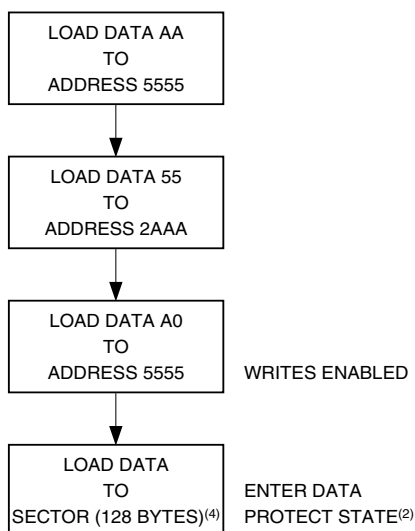 LOAD DATA AA
TO
ADDRESS 5555
LOAD DATA 55
TO
ADDRESS 2AAA
LOAD DATA A0
TO
ADDRESS 5555 WRITES ENABLED
LOAD DATA
TO ENTER DATA
SECTOR (128 BYTES)(4) PROTECT STATE(2)